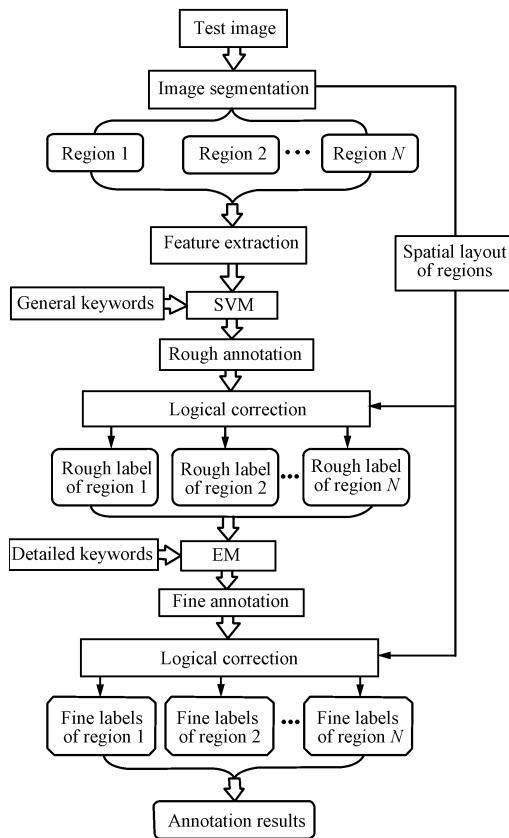 Test image
Image segmentation
Region 1
Region 2
...
Region N
Feature extraction
Spatial layout
of regions
General keywords
SVM
Rough annotation
Logical correction
Rough label
of region 1
Rough label
of region 2
...
Rough label
of region N
Detailed keywords
EM
Fine annotation
Logical correction
Fine labels
of region 1
Fine labels
of region 2
...
Fine labels
of region N
Annotation results